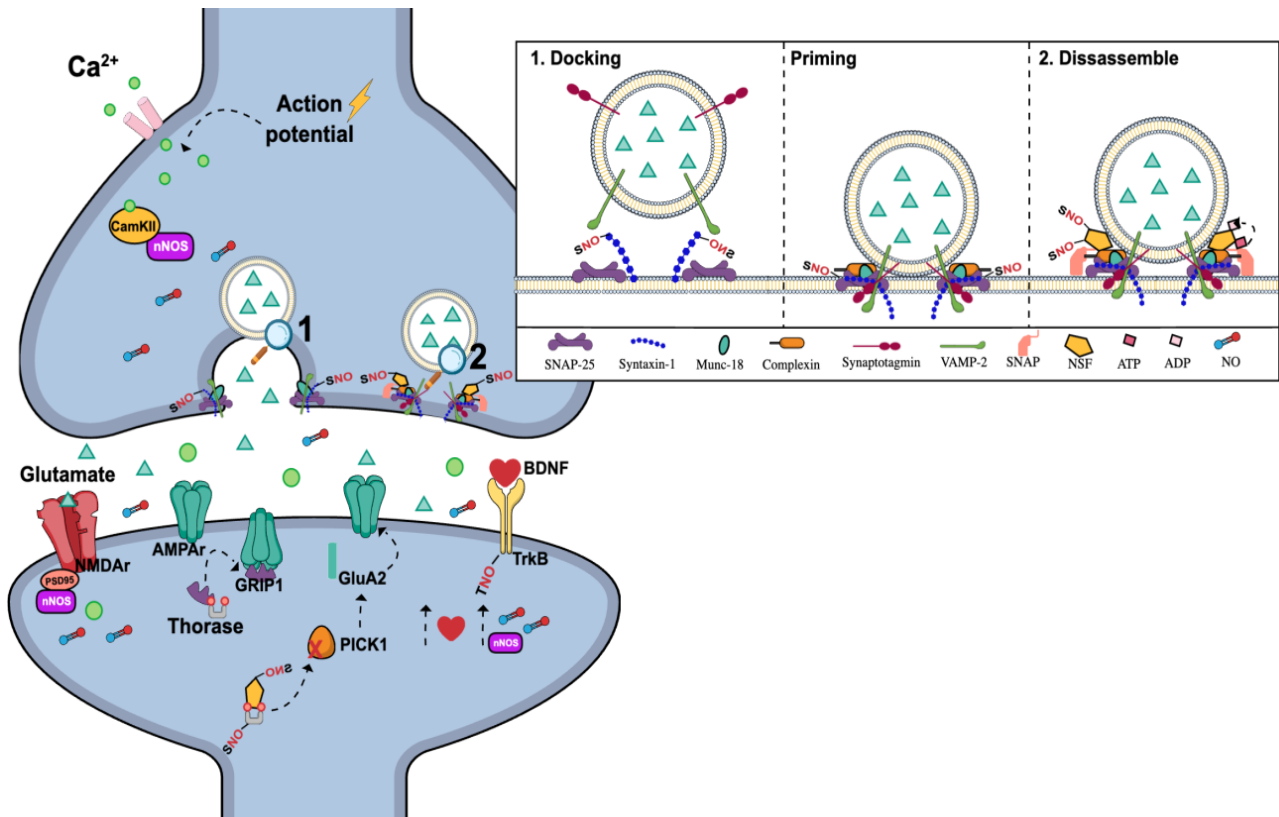 Ca2+
Action
potential
CamKII
nNOS
1
2
SNO
SNO
SNO
SNO
1. Docking
Priming
2. Dissassemble
SNO
SNO
SNO
SNO
SNO
SNO
SNAP-25
Syntaxin-1
Munc-18
Complexin
Synaptotagmin
VAMP-2
SNAP
NSF
ATP
ADP
NO
Glutamate
BDNF
NMDAr
PSD95
nNOS
AMPAr
GRIP1
GluA2
TrkB
TNO
Thorase
PICK1
X
nNOS
SNO
SNO